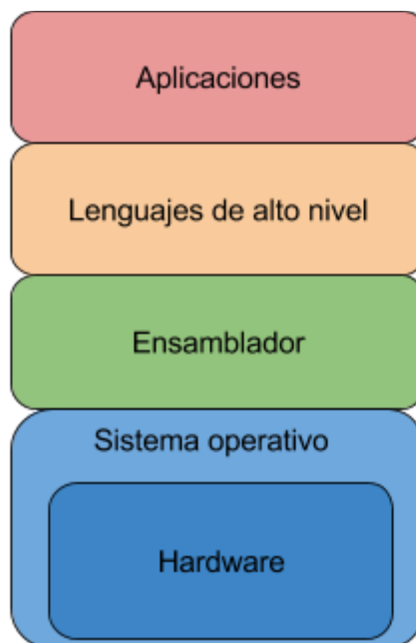 Aplicaciones
Lenguajes de alto nivel
Ensamblador
Sistema operativo
Hardware